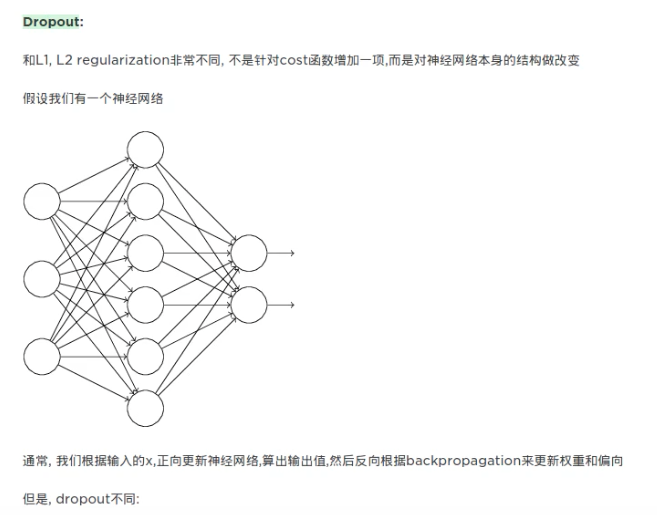 Dropout:
和L1, L2 regularization非常不同, 不是针对cost函数增加一项,而是对神经网络本身的结构做改变
假设我们有一个神经网络
通常, 我们根据输入的x,正向更新神经网络,算出输出值,然后反向根据backpropagation来更新权重和偏向
但是, dropout不同: